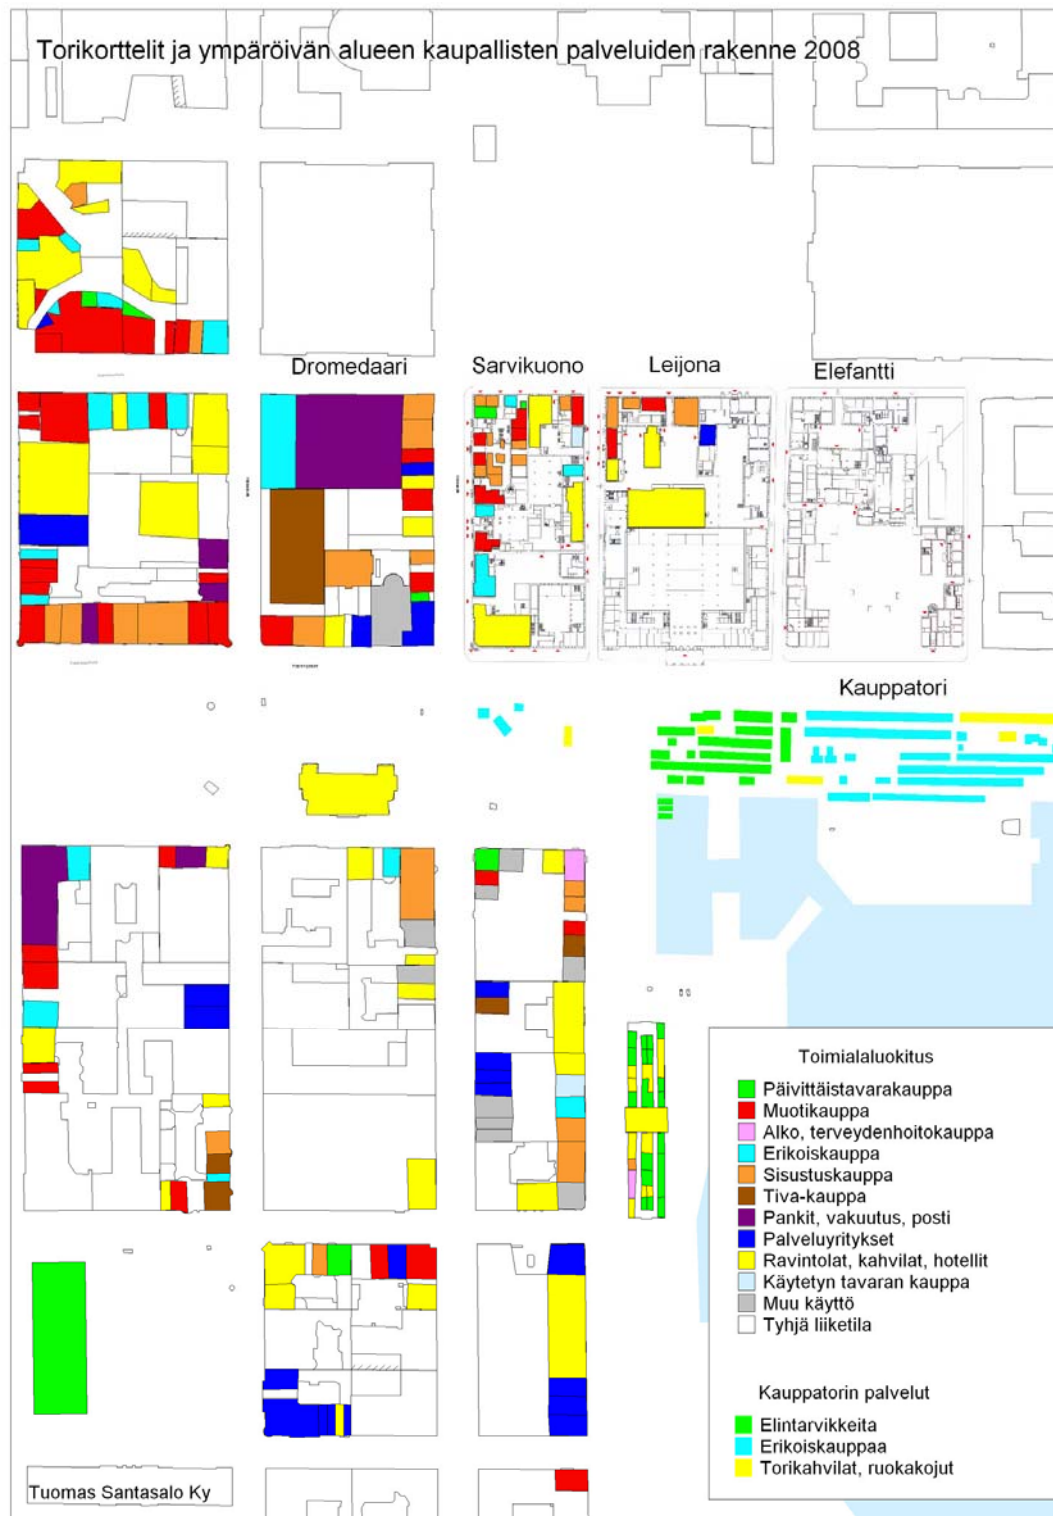 Torikorttelit ja ympäröivän alueen kaupallisten palveluiden rakenne 2008
Dromedaari
Sarvikuono
Leijona
Elefantti
Kauppatori
Toimialaluokitus
Päivittäistavarakauppa
Muotikauppa
Alko, terveydenhoitokauppa
Erikoiskauppa
Sisustuskauppa
Tiva-kauppa
Pankit, vakuutus, posti
Palveluyritykset
Ravintolat, kahvilat, hotellit
Käytetyn tavaran kauppa
Muu käyttö
Tyhjä liiketila
Kauppatorin palvelut
Elintarvikkeita
Erikoiskauppaa
Torikahvilat, ruokakojut
Tuomas Santasalo Ky